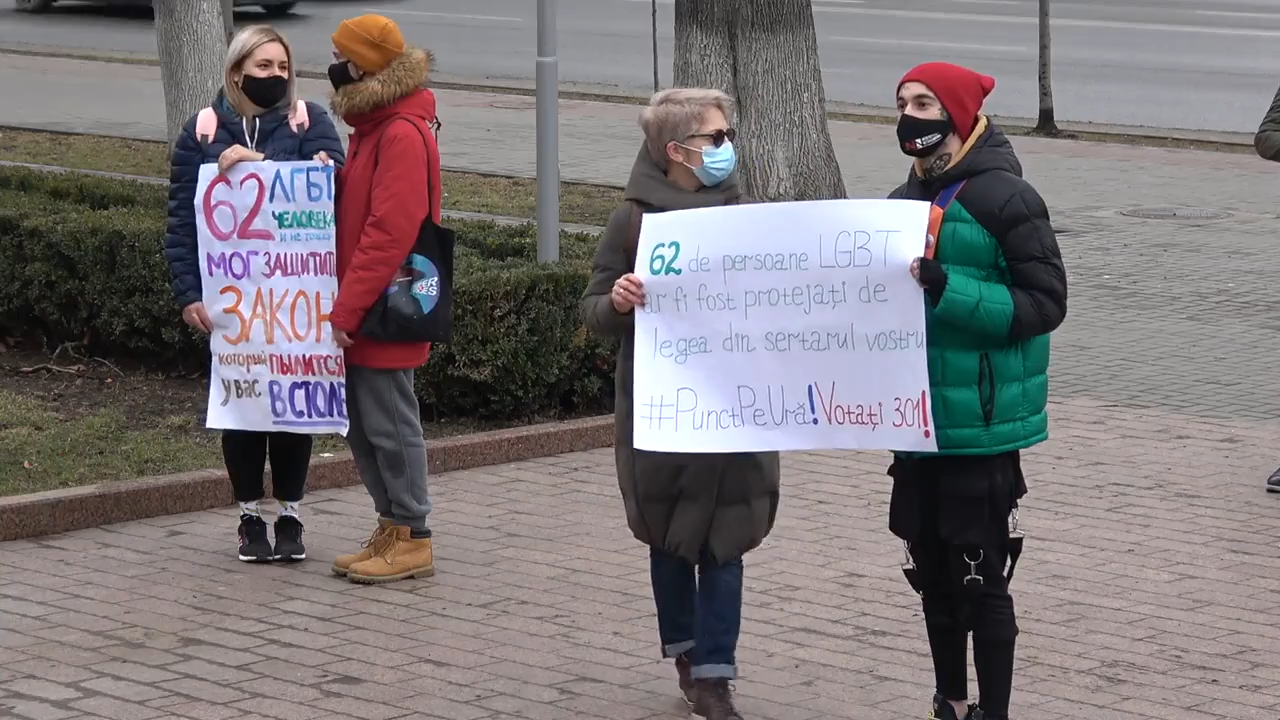 62 ЛГБТ
ЧЕЛОВЕКА
И НЕ ТОЛЬКО
МОГ ЗАЩИТИТЬ
ЗАКОН
КОТОРЫЙ ПЫЛИТСЯ
У ВАС В СТОЛЕ
62 de persoane LGBT
ar fi fost protejați de
legea din sertarul vostru
#PunctPeUră! Votați 301!